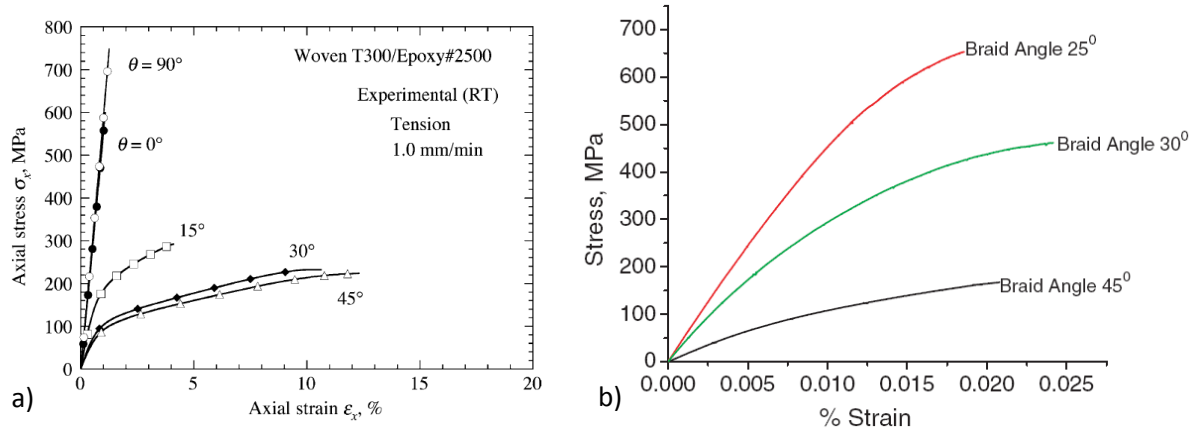 800
700
600
500
400
300
200
100
0
Axial stress σx, MPa
θ = 90°
θ = 0°
Woven T300/Epoxy#2500
Experimental (RT)
Tension
1.0 mm/min
15°
30°
45°
0 5 10 15 20
Axial strain εx, %
a)
700
600
500
400
300
200
100
0
Stress, MPa
Braid Angle 25⁰
Braid Angle 30⁰
Braid Angle 45⁰
0.000 0.005 0.010 0.015 0.020 0.025
% Strain
b)